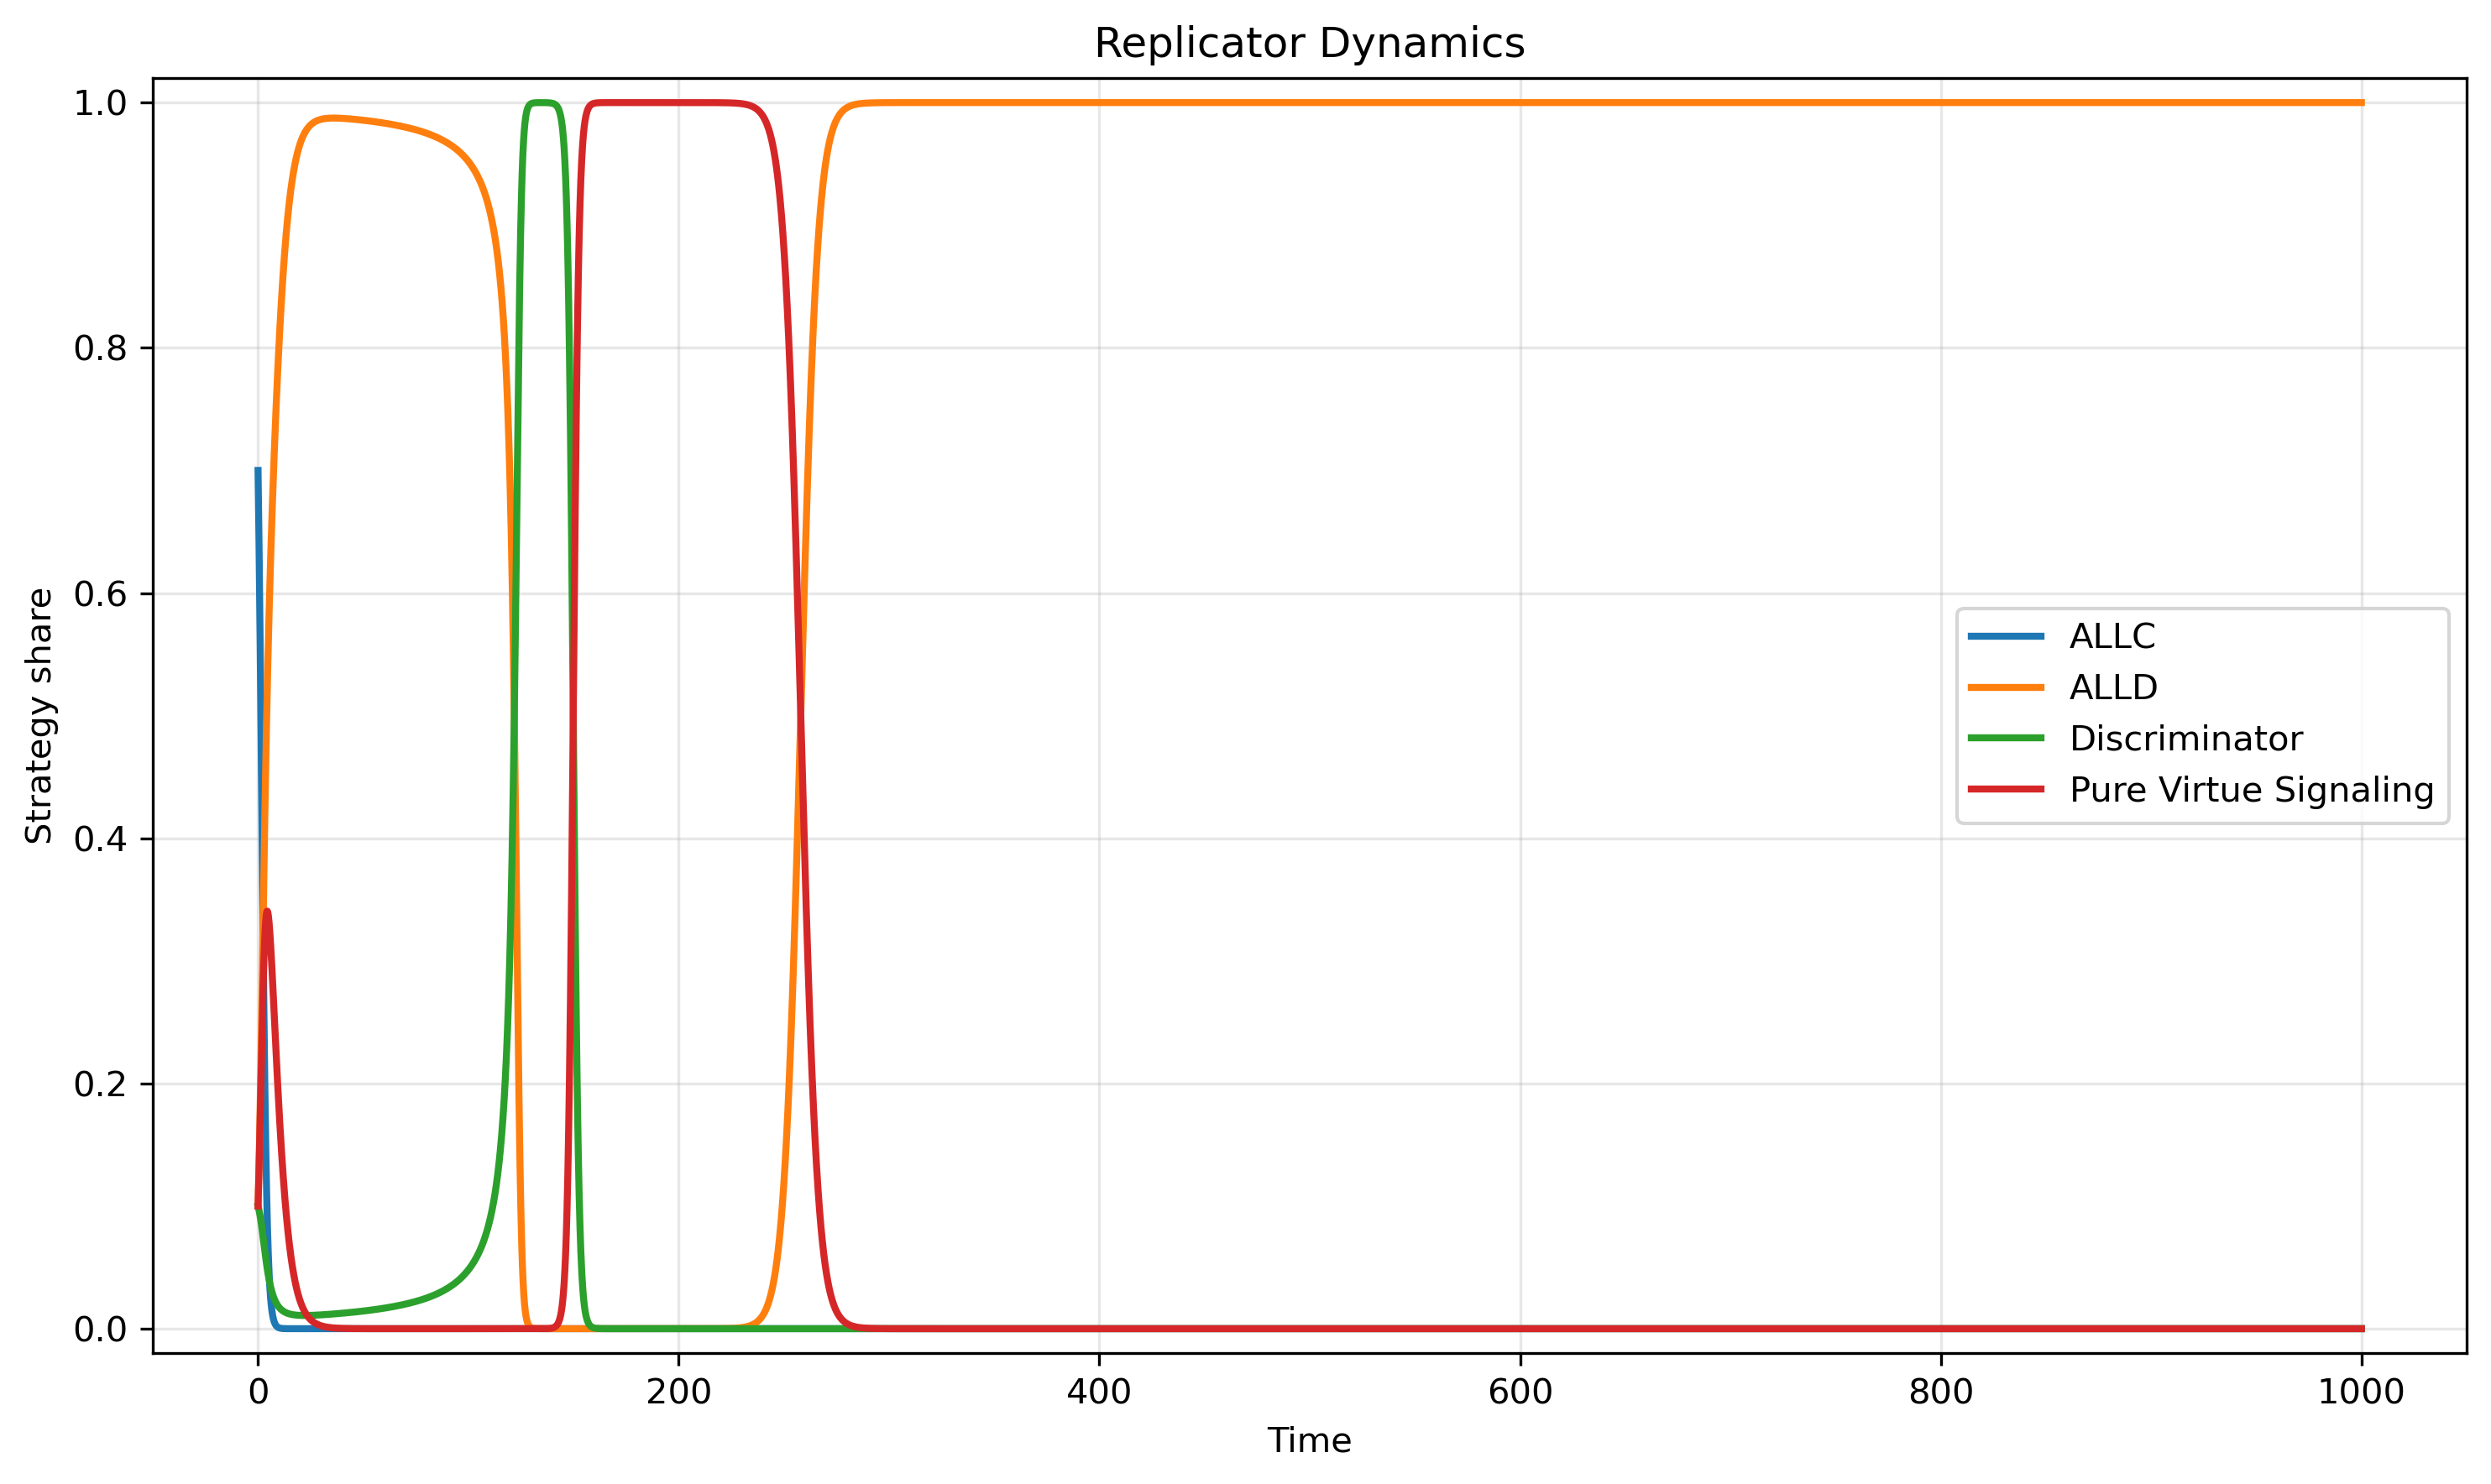 Replicator Dynamics
Strategy share
1.0
0.8
0.6
0.4
0.2
0.0
ALLC
ALLD
Discriminator
Pure Virtue Signaling
0 200 400 600 800 1000
Time